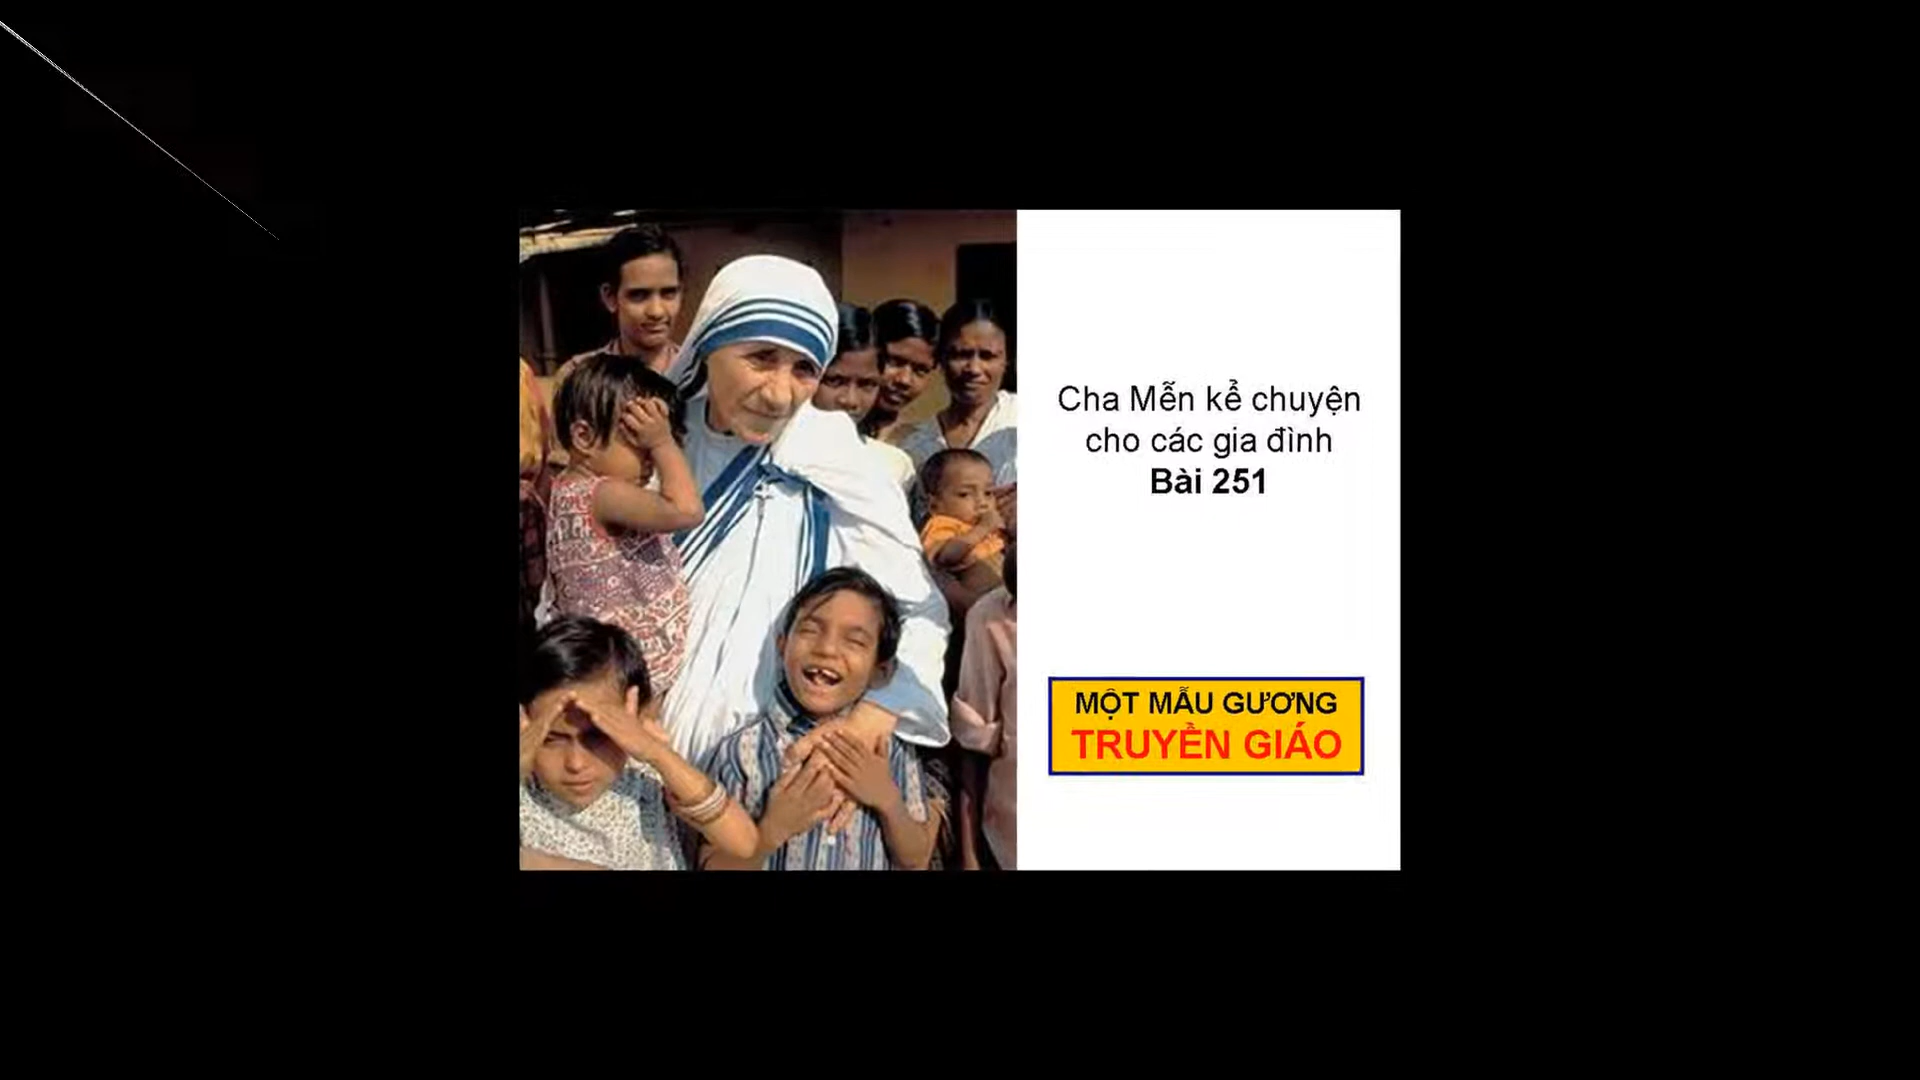 Cha Mễn kể chuyện
cho các gia đình
Bài 251
MỘT MẪU GƯƠNG
TRUYỀN GIÁO